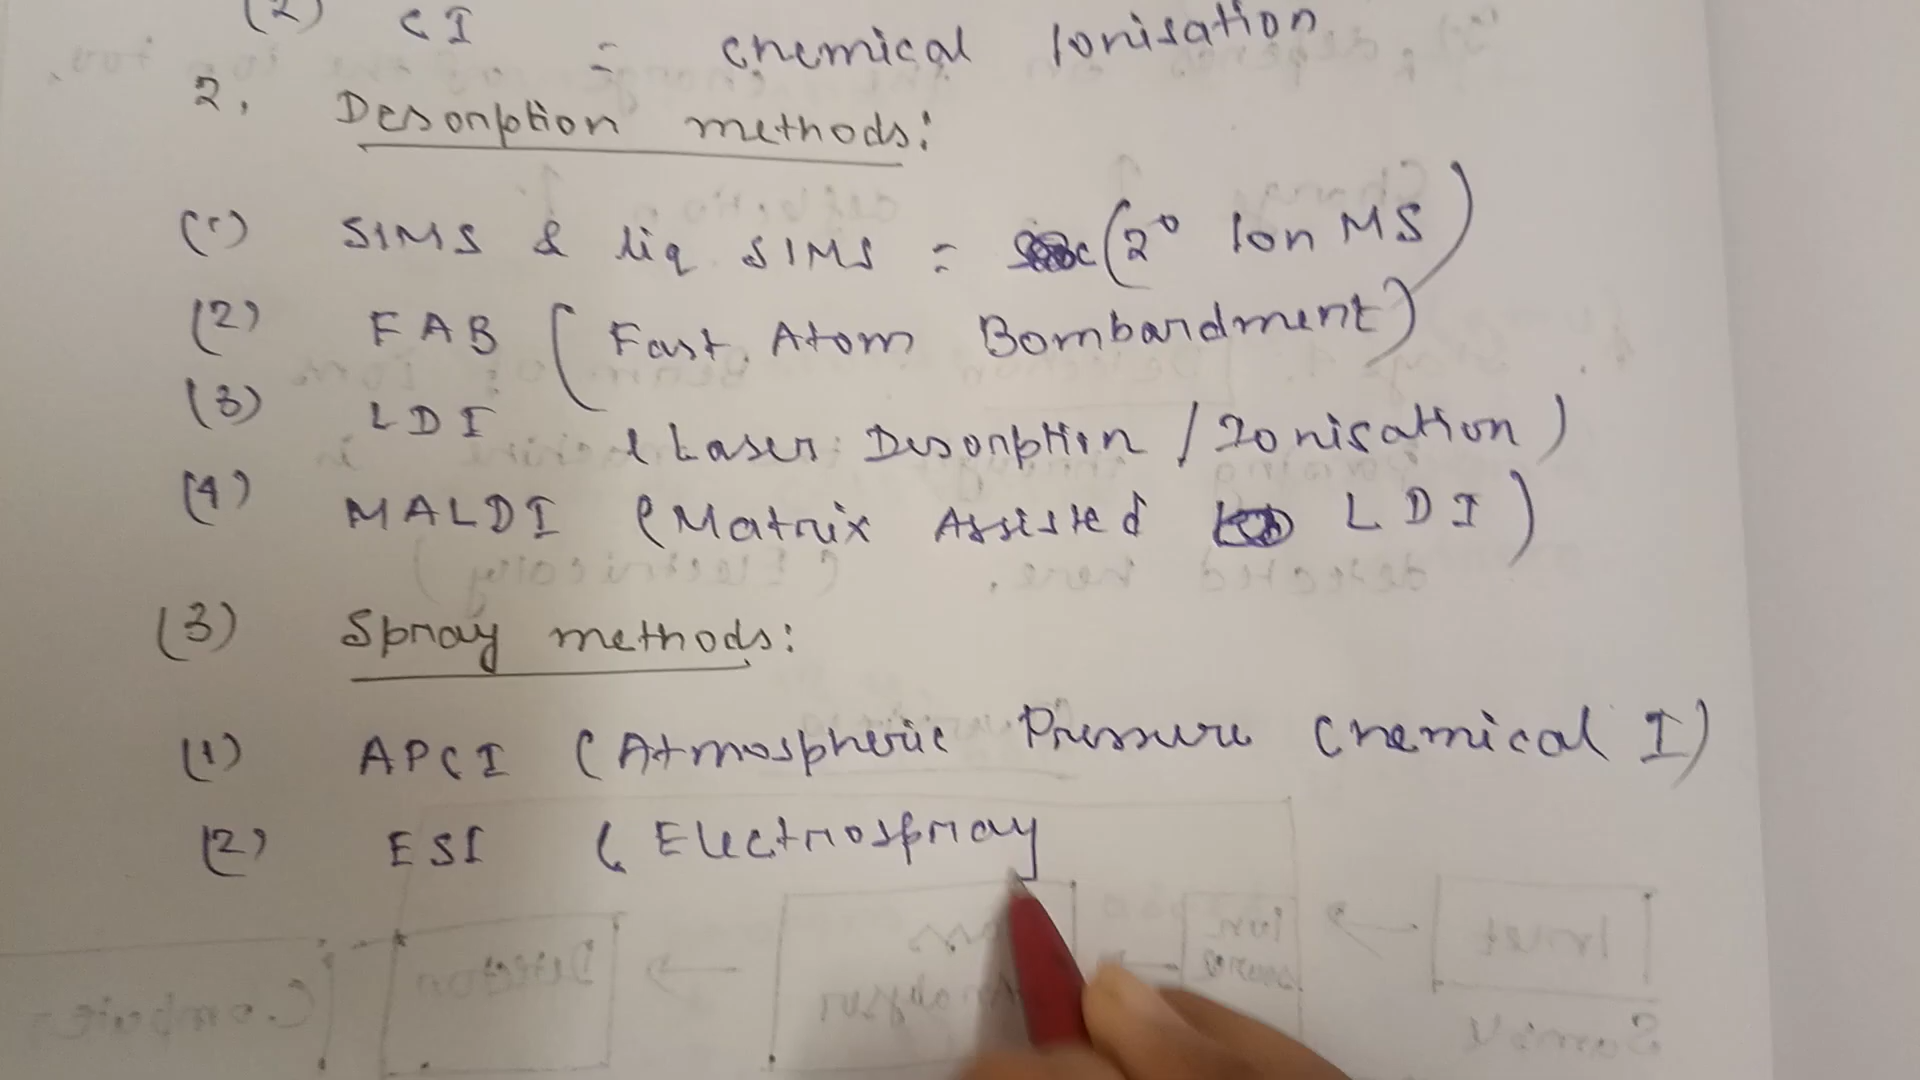 (2) CI = chemical Ionisation
2. Desorption methods:
(1) SIMS & liq SIMS = (2° Ion MS)
(2) FAB (Fast Atom Bombardment)
(3) LDI (Laser Desorption / Ionisation)
(4) MALDI (Matrix Assisted LDI)
(3) Spray methods:
(1) APCI (Atmospheric Pressure Chemical I)
(2) ESI (Electrospray